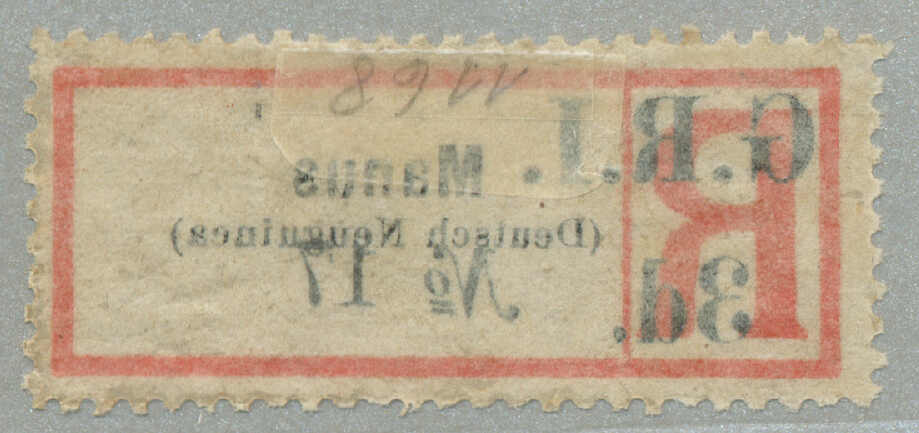 G.R.I.
R
Manus
(Deutsch Neuguinea)
№ 17
3d.